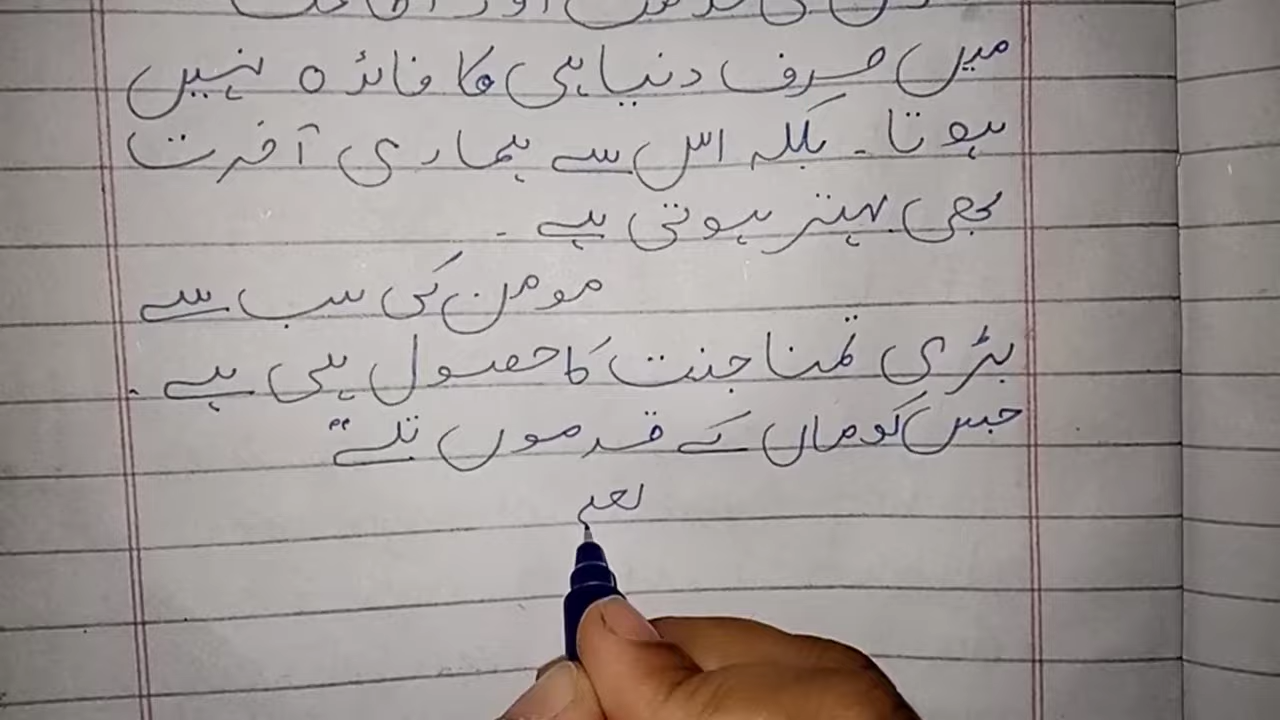 میں صرف دنیا ہی کا فائدہ نہیں
ہوتا۔ بلکہ اس سے ہماری آخرت
بھی بہتر ہوتی ہے۔
مومن کی سب سے
بڑی تمنا جنت کا حصول ہی ہے۔
جس کو ماں کے قدموں تلے